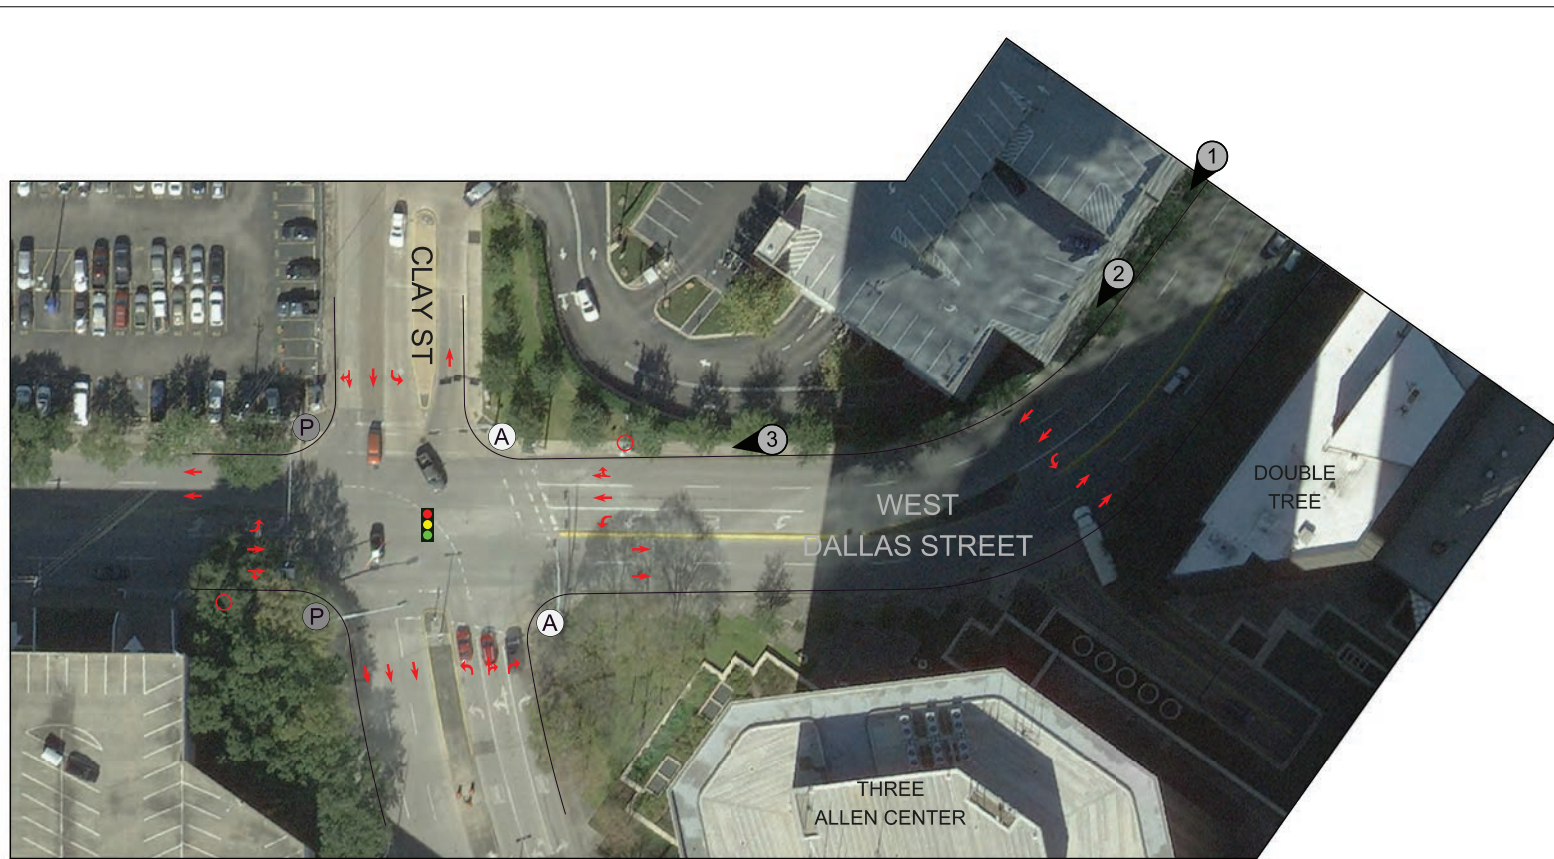 1
2
CLAY ST
P
A
3
DOUBLE
TREE
WEST
DALLAS STREET
P
A
THREE
ALLEN CENTER